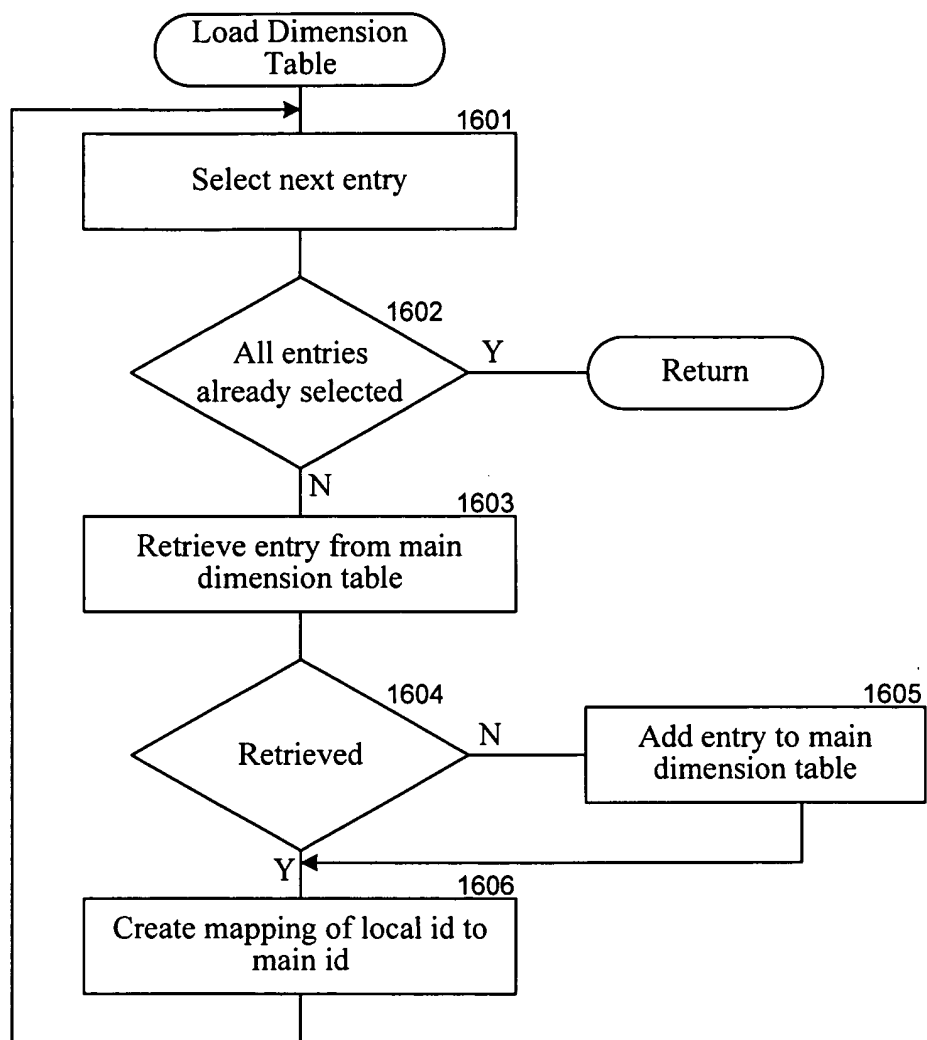 Load Dimension
Table
1601
Select next entry
1602
All entries
already selected
Y
Return
N
1603
Retrieve entry from main
dimension table
1604
Retrieved
N
1605
Add entry to main
dimension table
Y
1606
Create mapping of local id to
main id